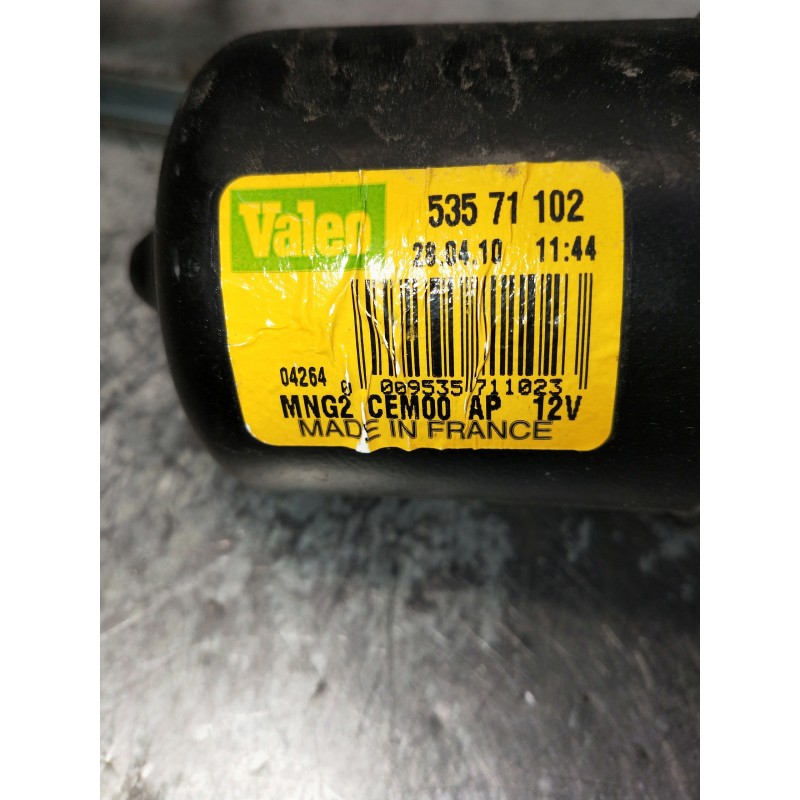 Valeo
535 71 102
28.04.10 11:44
04264 0 009535 711023
MNG2 CEM00 AP 12V
MADE IN FRANCE